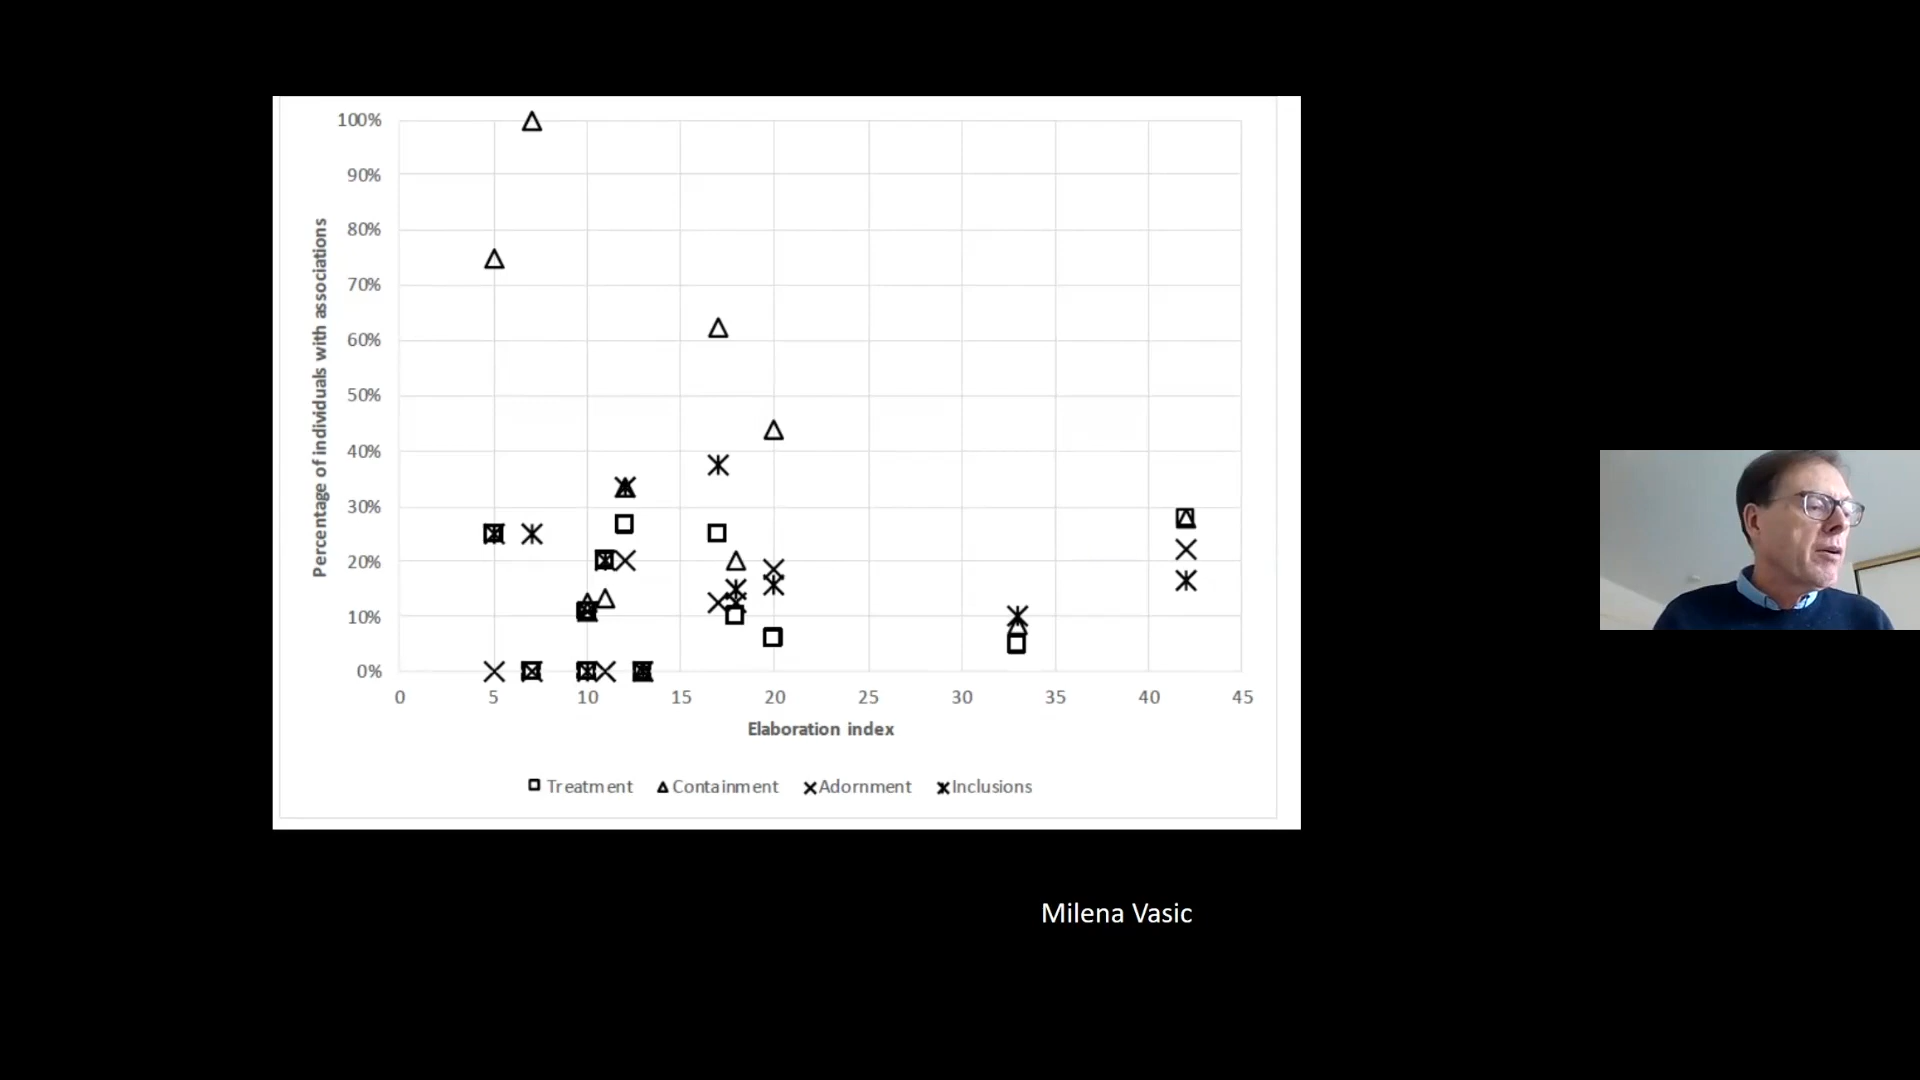 100%
90%
80%
70%
60%
50%
40%
30%
20%
10%
0%
Percentage of individuals with associations
0 5 10 15 20 25 30 35 40 45
Elaboration index
Treatment Containment Adornment Inclusions
Milena Vasic